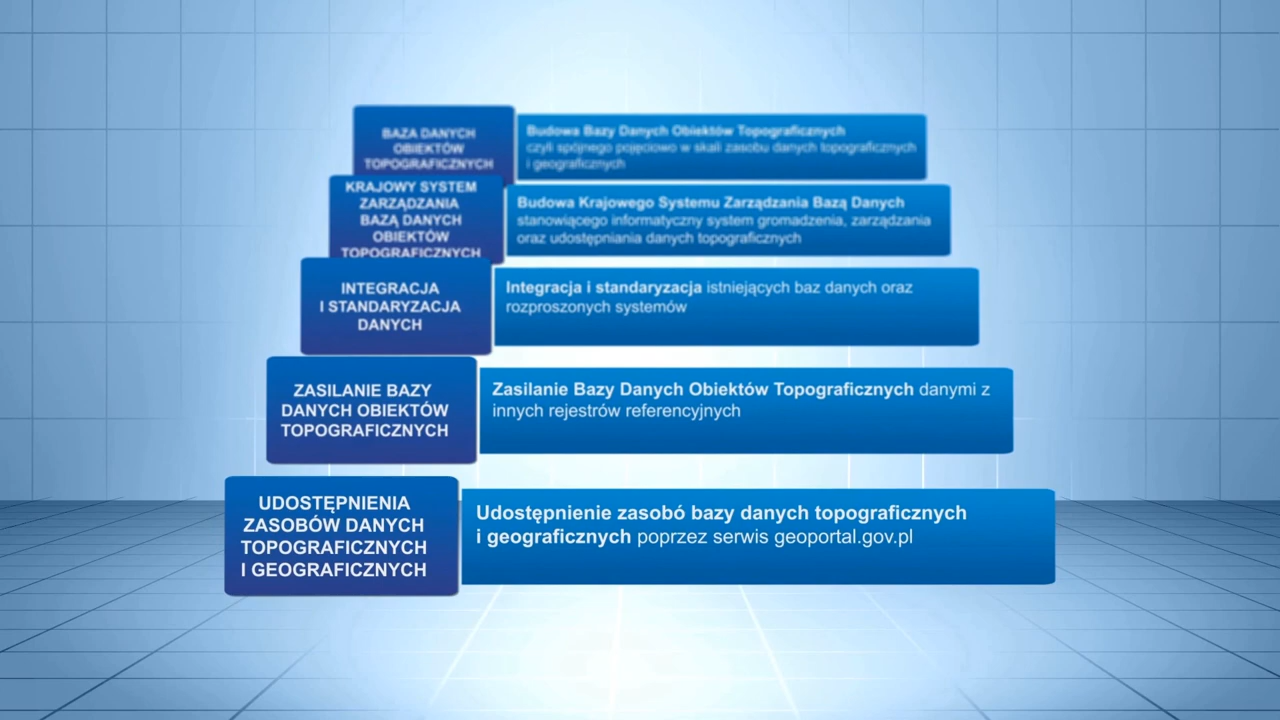 BAZA DANYCH
OBIEKTÓW
TOPOGRAFICZNYCH
Budowa Bazy Danych Obiektów Topograficznych
czyli spójnego pojęciowo w skali zasobu danych topograficznych
i geograficznych
KRAJOWY SYSTEM
ZARZĄDZANIA
BAZĄ DANYCH
OBIEKTÓW
TOPOGRAFICZNYCH
Budowa Krajowego Systemu Zarządzania Bazą Danych
stanowiącego informatyczny system gromadzenia, zarządzania
oraz udostępniania danych topograficznych
INTEGRACJA
I STANDARYZACJA
DANYCH
Integracja i standaryzacja istniejących baz danych oraz
rozproszonych systemów
ZASILANIE BAZY
DANYCH OBIEKTÓW
TOPOGRAFICZNYCH
Zasilanie Bazy Danych Obiektów Topograficznych danymi z
innych rejestrów referencyjnych
UDOSTĘPNIENIA
ZASOBÓW DANYCH
TOPOGRAFICZNYCH
I GEOGRAFICZNYCH
Udostępnienie zasobó bazy danych topograficznych
i geograficznych poprzez serwis geoportal.gov.pl